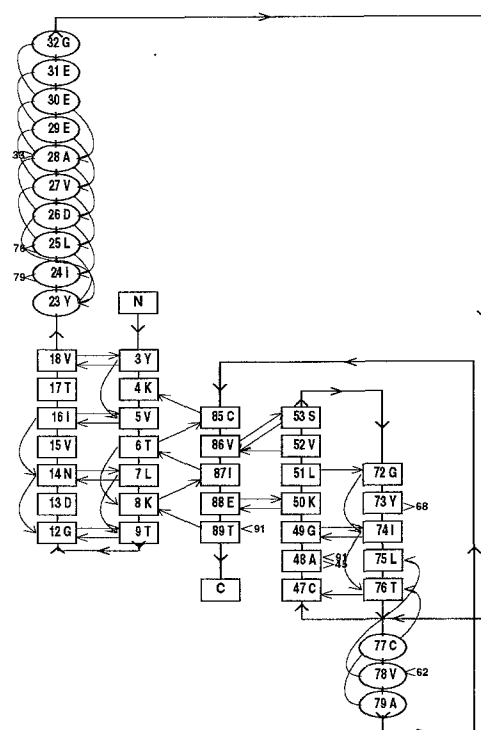 32 G
31 E
30 E
29 E
33
28 A
27 V
26 D
25 L
76
24 I
79
23 Y
N
18 V
3 Y
17 T
4 K
85 C
53 S
16 I
5 V
86 V
52 V
15 V
6 T
87 I
51 L
72 G
14 N
7 L
88 E
50 K
73 Y
68
13 D
8 K
89 T
91
49 G
74 I
12 G
9 T
48 A
91
45
75 L
C
47 C
76 T
77 C
78 V
62
79 A